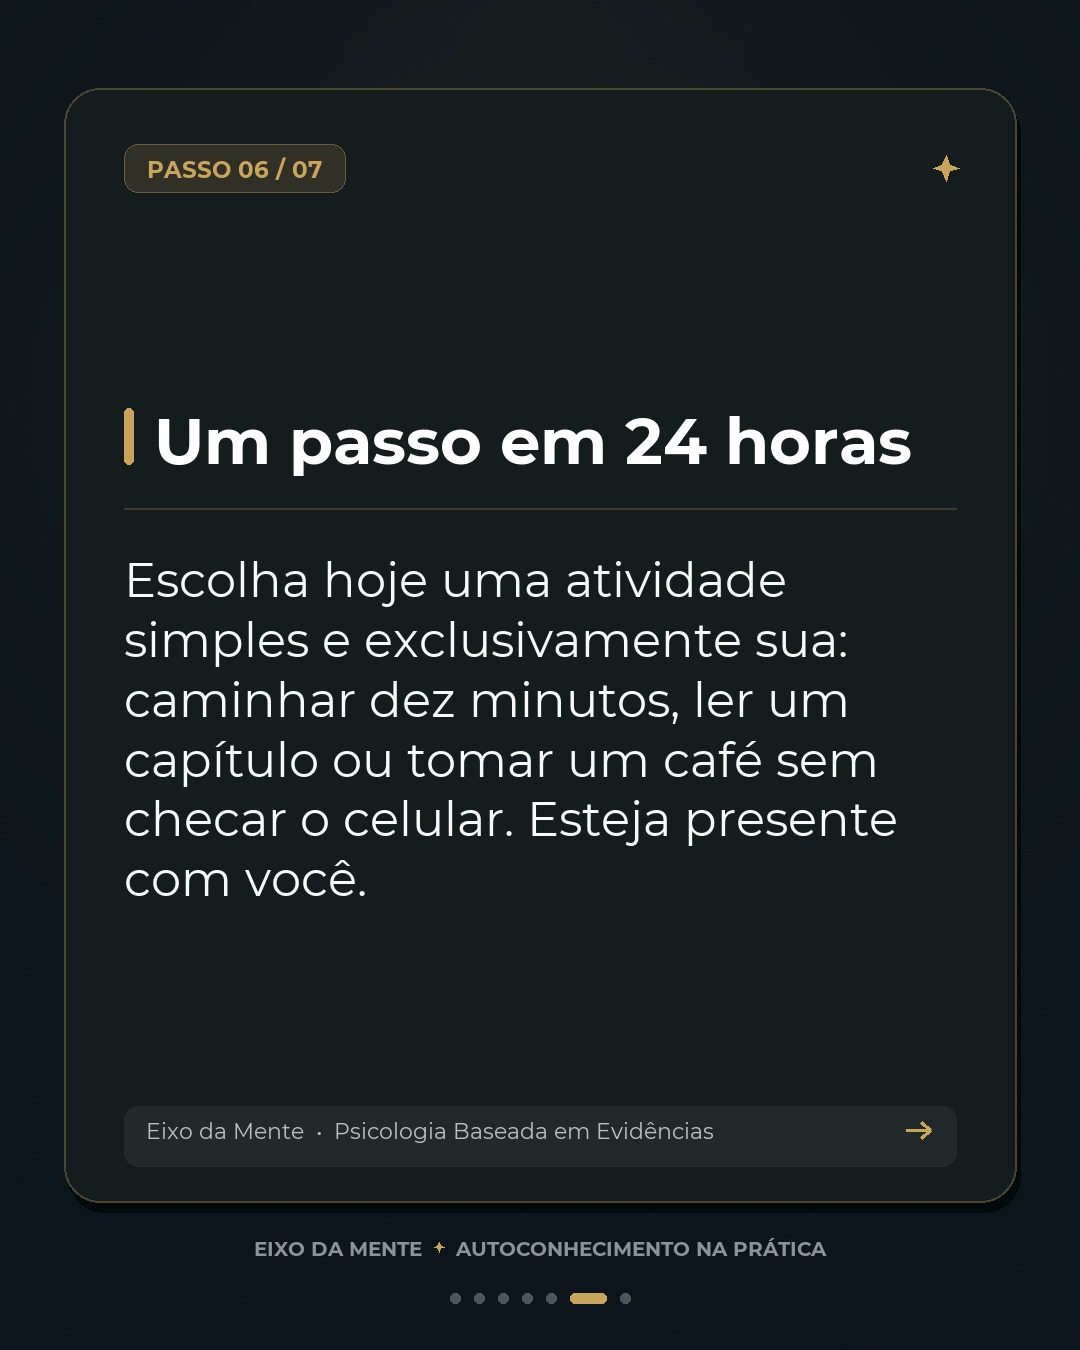 PASSO 06 / 07
Um passo em 24 horas
Escolha hoje uma atividade
simples e exclusivamente sua:
caminhar dez minutos, ler um
capítulo ou tomar um café sem
checar o celular. Esteja presente
com você.
Eixo da Mente • Psicologia Baseada em Evidências
EIXO DA MENTE ✦ AUTOCONHECIMENTO NA PRÁTICA